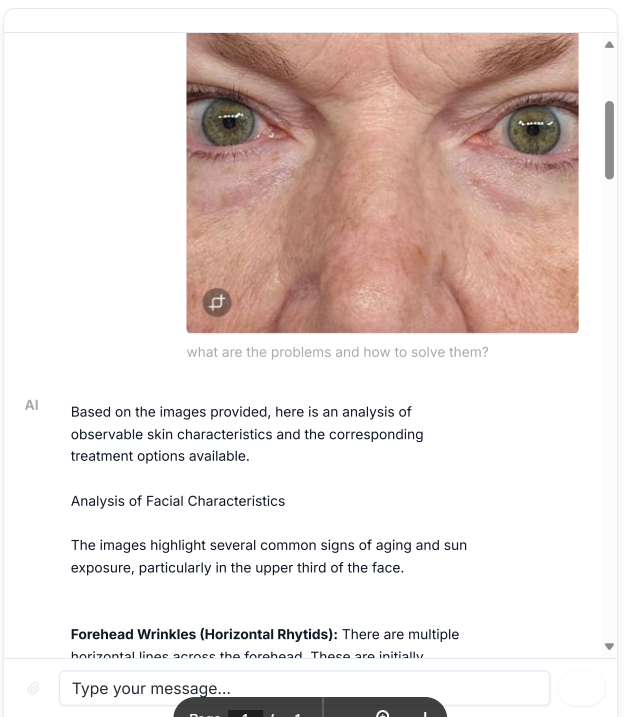 what are the problems and how to solve them?
AI
Based on the images provided, here is an analysis of
observable skin characteristics and the corresponding
treatment options available.
Analysis of Facial Characteristics
The images highlight several common signs of aging and sun
exposure, particularly in the upper third of the face.
Forehead Wrinkles (Horizontal Rhytids): There are multiple
horizontal lines across the forehead. These are initially
Type your message...
Page 1 / 1